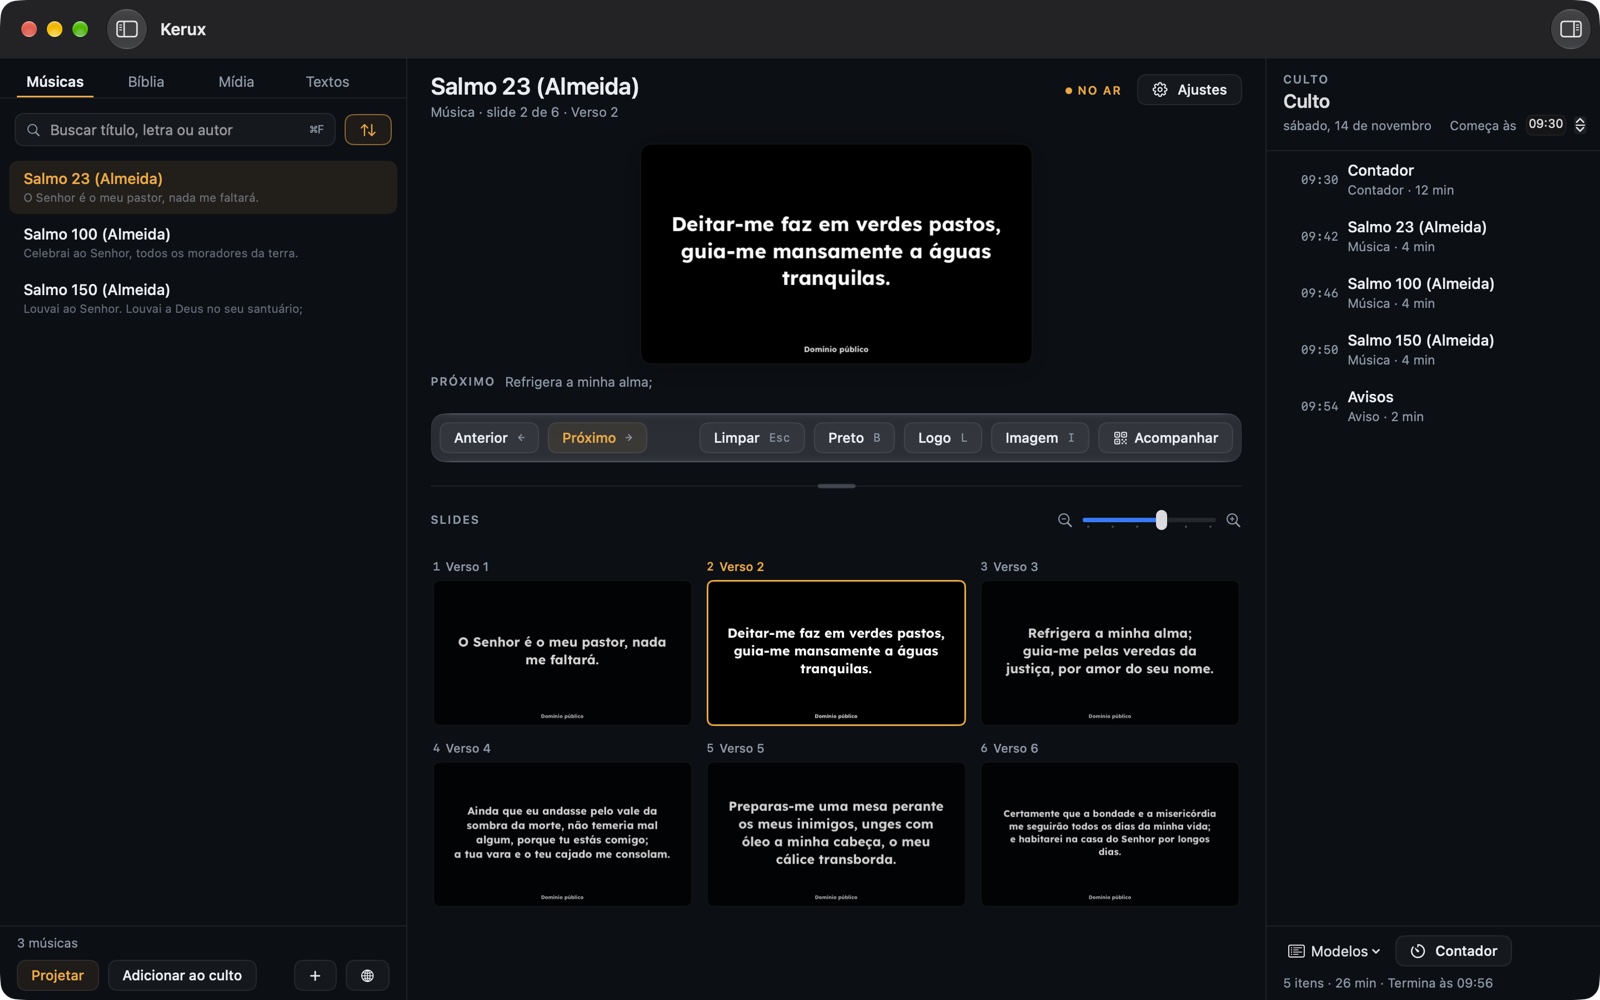 Kerux
Músicas
Bíblia
Mídia
Textos
Buscar título, letra ou autor ⌘F
Salmo 23 (Almeida)
O Senhor é o meu pastor, nada me faltará.
Salmo 100 (Almeida)
Celebrai ao Senhor, todos os moradores da terra.
Salmo 150 (Almeida)
Louvai ao Senhor. Louvai a Deus no seu santuário;
3 músicas
Projetar
Adicionar ao culto
+
Salmo 23 (Almeida)
Música · slide 2 de 6 · Verso 2
NO AR
Ajustes
Deitar-me faz em verdes pastos,
guia-me mansamente a águas
tranquilas.
Domínio público
PRÓXIMO Refrigera a minha alma;
Anterior ←
Próximo →
Limpar Esc
Preto B
Logo L
Imagem I
Acompanhar
SLIDES
1 Verso 1
O Senhor é o meu pastor, nada
me faltará.
Domínio público
2 Verso 2
Deitar-me faz em verdes pastos,
guia-me mansamente a águas
tranquilas.
Domínio público
3 Verso 3
Refrigera a minha alma;
guia-me pelas veredas da
justiça, por amor do seu nome.
Domínio público
4 Verso 4
Ainda que eu andasse pelo vale da
sombra da morte, não temeria mal
algum, porque tu estás comigo;
a tua vara e o teu cajado me consolam.
Domínio público
5 Verso 5
Preparas-me uma mesa perante
os meus inimigos, unges com
óleo a minha cabeça, o meu
cálice transborda.
Domínio público
6 Verso 6
Certamente que a bondade e a misericórdia
me seguirão todos os dias da minha vida;
e habitarei na casa do Senhor por longos
dias.
Domínio público
CULTO
Culto
sábado, 14 de novembro Começa às 09:30
09:30 Contador
Contador · 12 min
09:42 Salmo 23 (Almeida)
Música · 4 min
09:46 Salmo 100 (Almeida)
Música · 4 min
09:50 Salmo 150 (Almeida)
Música · 4 min
09:54 Avisos
Aviso · 2 min
Modelos
Contador
5 itens · 26 min · Termina às 09:56